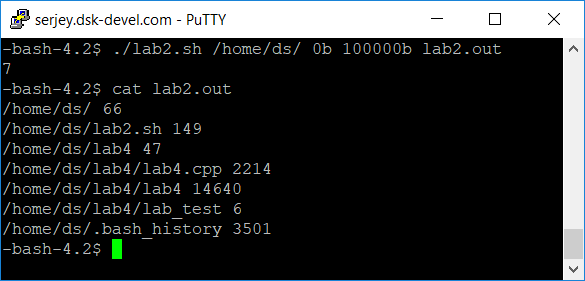 serjey.dsk-devel.com - PuTTY
-bash-4.2$ ./lab2.sh /home/ds/ 0b 100000b lab2.out
7
-bash-4.2$ cat lab2.out
/home/ds/ 66
/home/ds/lab2.sh 149
/home/ds/lab4 47
/home/ds/lab4/lab4.cpp 2214
/home/ds/lab4/lab4 14640
/home/ds/lab4/lab_test 6
/home/ds/.bash_history 3501
-bash-4.2$